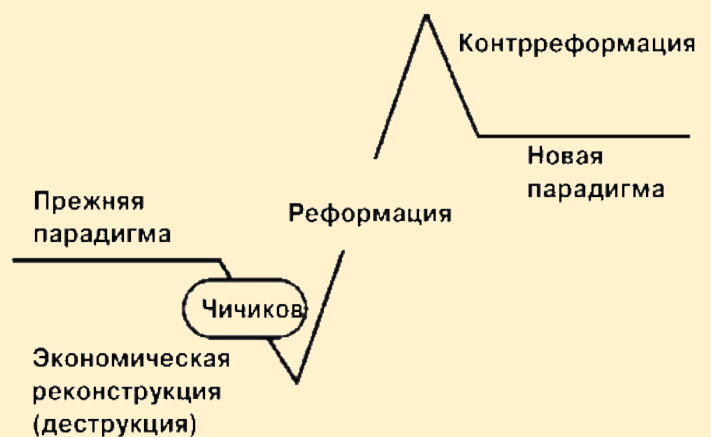 Контрреформация
Новая
парадигма
Прежняя
парадигма
Реформация
Чичиков
Экономическая
реконструкция
(деструкция)